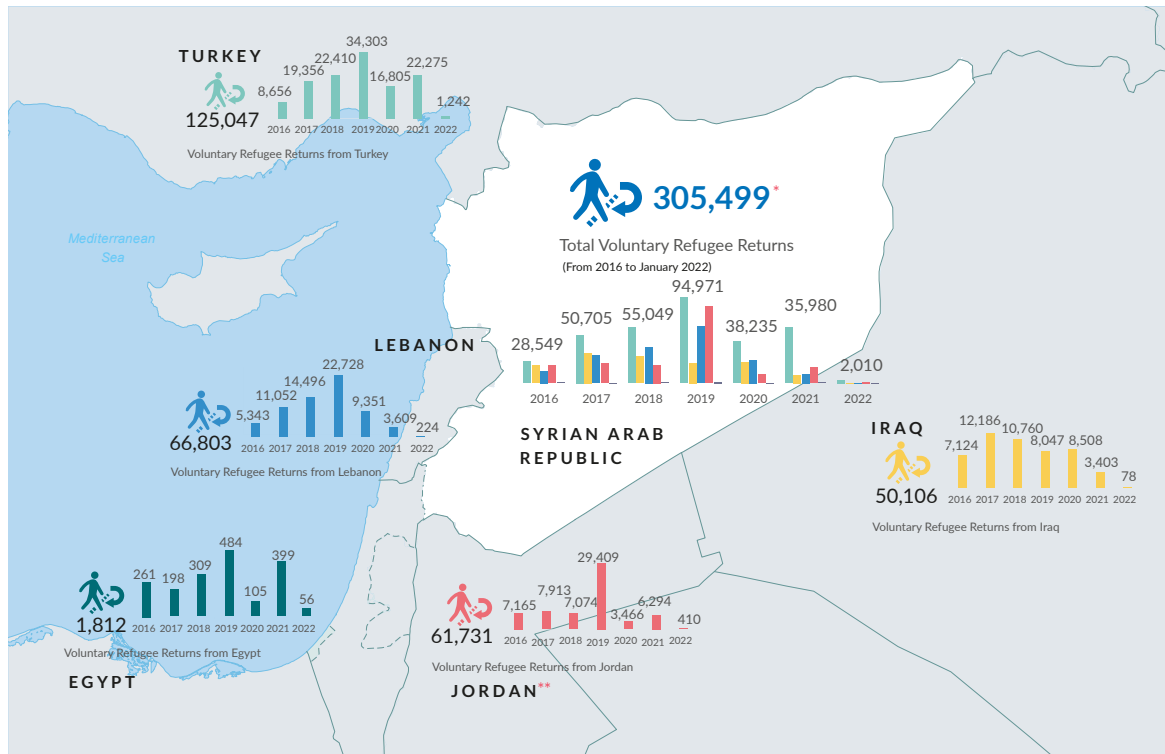 TURKEY
125,047
8,656
19,356
22,410
34,303
16,805
22,275
1,242
2016 2017 2018 2019 2020 2021 2022
Voluntary Refugee Returns from Turkey
Mediterranean
Sea
305,499*
Total Voluntary Refugee Returns
(From 2016 to January 2022)
28,549
50,705
55,049
94,971
38,235
35,980
2,010
2016 2017 2018 2019 2020 2021 2022
SYRIAN ARAB
REPUBLIC
LEBANON
66,803
5,343
11,052
14,496
22,728
9,351
3,609
224
2016 2017 2018 2019 2020 2021 2022
Voluntary Refugee Returns from Lebanon
IRAQ
50,106
7,124
12,186
10,760
8,047
8,508
3,403
78
2016 2017 2018 2019 2020 2021 2022
Voluntary Refugee Returns from Iraq
1,812
261
198
309
484
105
399
56
2016 2017 2018 2019 2020 2021 2022
Voluntary Refugee Returns from Egypt
EGYPT
61,731
7,165
7,913
7,074
29,409
3,466
6,294
410
2016 2017 2018 2019 2020 2021 2022
Voluntary Refugee Returns from Jordan
JORDAN**